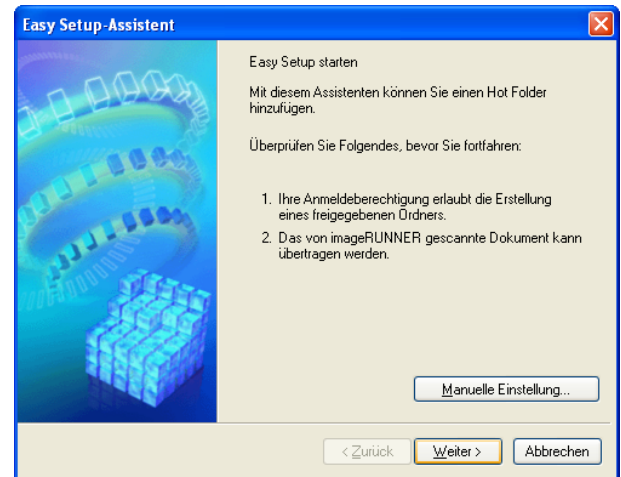 Easy Setup-Assistent
Easy Setup starten
Mit diesem Assistenten können Sie einen Hot Folder
hinzufügen.
Überprüfen Sie Folgendes, bevor Sie fortfahren:
1. Ihre Anmeldeberechtigung erlaubt die Erstellung
eines freigegebenen Ordners.
2. Das von imageRUNNER gescannte Dokument kann
übertragen werden.
Manuelle Einstellung...
< Zurück
Weiter >
Abbrechen